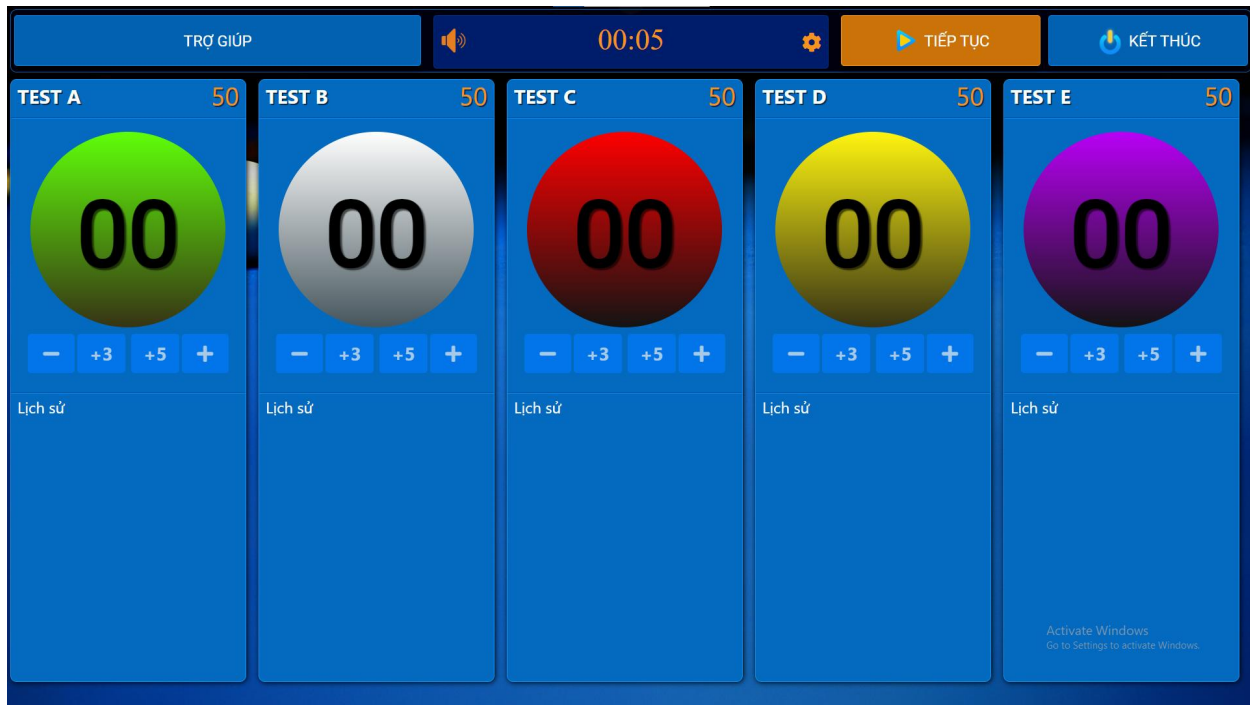 TRỢ GIÚP
00:05
TIẾP TỤC
KẾT THÚC
TEST A 50
00
+3 +5 +
Lịch sử
TEST B 50
00
+3 +5 +
Lịch sử
TEST C 50
00
+3 +5 +
Lịch sử
TEST D 50
00
+3 +5 +
Lịch sử
TEST E 50
00
+3 +5 +
Lịch sử
Activate Windows
Go to Settings to activate Windows.